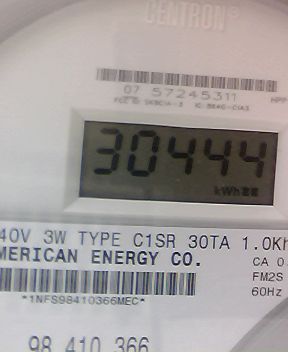 CENTRON®
07 57245311
30444
kWh
40V 3W TYPE C1SR 30TA 1.0Kh
MERICAN ENERGY CO.
CA 0.
FM2S
60Hz
*1NFS98410366MEC*
98 410 366